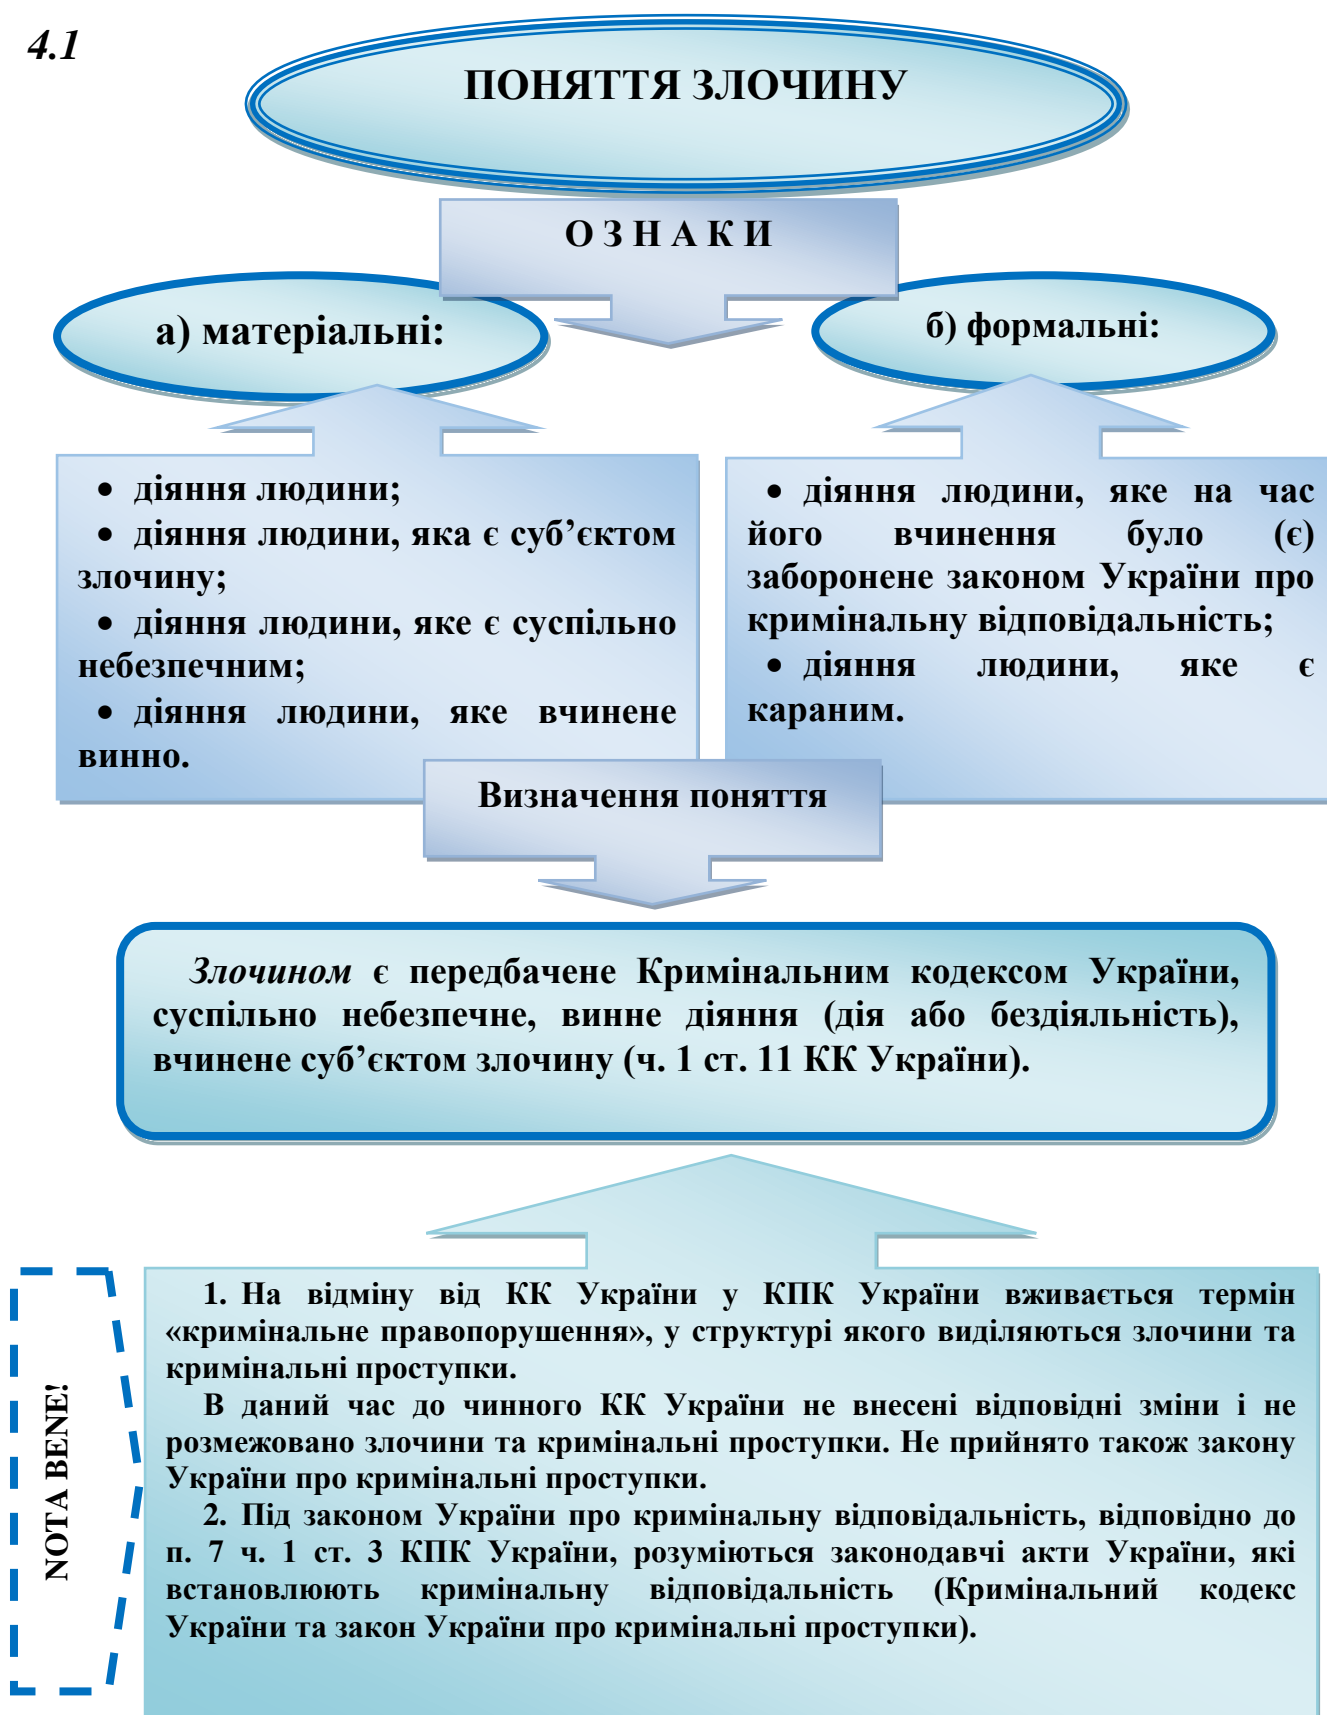 4.1
ПОНЯТТЯ ЗЛОЧИНУ
О З Н А К И
а) матеріальні:
б) формальні:
• діяння людини;
• діяння людини, яка є суб’єктом
злочину;
• діяння людини, яке є суспільно
небезпечним;
• діяння людини, яке вчинене
винно.
• діяння людини, яке на час
його вчинення було (є)
заборонене законом України про
кримінальну відповідальність;
• діяння людини, яке є
караним.
Визначення поняття
Злочином є передбачене Кримінальним кодексом України,
суспільно небезпечне, винне діяння (дія або бездіяльність),
вчинене суб’єктом злочину (ч. 1 ст. 11 КК України).
NOTA BENE!
1. На відміну від КК України у КПК України вживається термін
«кримінальне правопорушення», у структурі якого виділяються злочини та
кримінальні проступки.
В даний час до чинного КК України не внесені відповідні зміни і не
розмежовано злочини та кримінальні проступки. Не прийнято також закону
України про кримінальні проступки.
2. Під законом України про кримінальну відповідальність, відповідно до
п. 7 ч. 1 ст. 3 КПК України, розуміються законодавчі акти України, які
встановлюють кримінальну відповідальність (Кримінальний кодекс
України та закон України про кримінальні проступки).